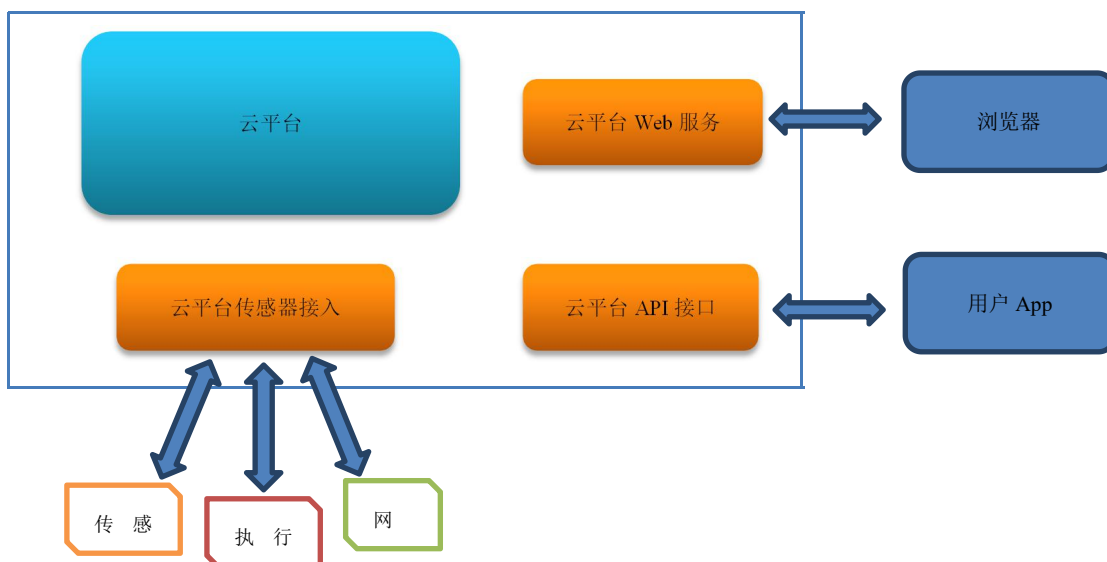 云平台
云平台 Web 服务
浏览器
云平台传感器接入
云平台 API 接口
用户 App
传 感
执 行
网